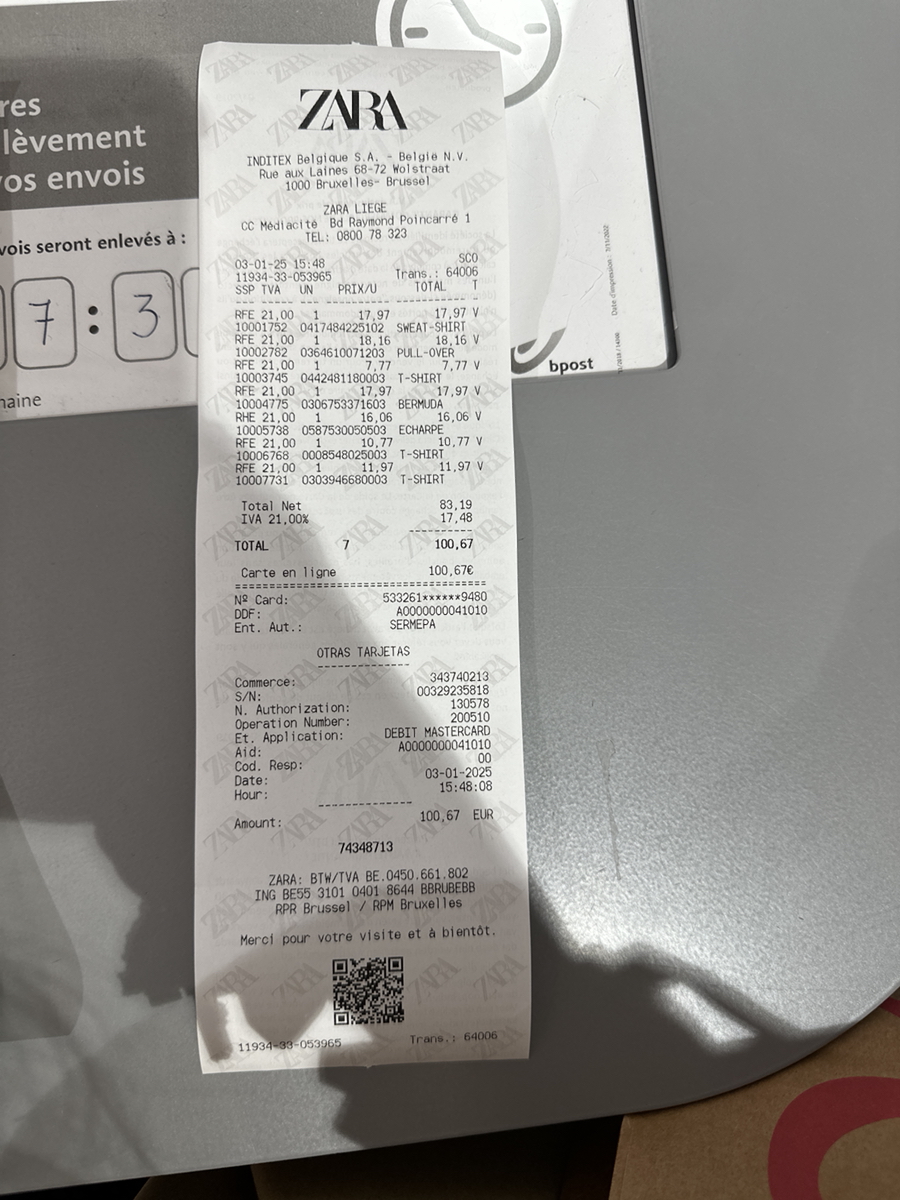 res
lèvement
vos envois
vois seront enlevés à :
7 : 3
maine
bpost
Date d'impression : 7/11/2022
ZARA
INDITEX Belgique S.A. - België N.V.
Rue aux Laines 68-72 Wolstraat
1000 Bruxelles- Brussel
ZARA LIEGE
CC Médiacité Bd Raymond Poincarré 1
TEL: 0800 78 323
03-01-25 15:48 SCO
11934-33-053965 Trans.: 64006
SSP TVA UN PRIX/U TOTAL T
RFE 21,00 1 17,97 17,97 V
10001752 0417484225102 SWEAT-SHIRT
RFE 21,00 1 18,16 18,16 V
10002782 0364610071203 PULL-OVER
RFE 21,00 1 7,77 7,77 V
10003745 0442481180003 T-SHIRT
RFE 21,00 1 17,97 17,97 V
10004775 0306753371603 BERMUDA
RHE 21,00 1 16,06 16,06 V
10005738 0587530050503 ECHARPE
RFE 21,00 1 10,77 10,77 V
10006768 0008548025003 T-SHIRT
RFE 21,00 1 11,97 11,97 V
10007731 0303946680003 T-SHIRT
Total Net 83,19
IVA 21,00% 17,48
TOTAL 7 100,67
Carte en ligne 100,67€
Nº Card: 533261******9480
DDF: A0000000041010
Ent. Aut.: SERMEPA
OTRAS TARJETAS
Commerce: 343740213
S/N: 00329235818
N. Authorization: 130578
Operation Number: 200510
Et. Application: DEBIT MASTERCARD
Aid: A0000000041010
Cod. Resp: 00
Date: 03-01-2025
Hour: 15:48:08
Amount: 100,67 EUR
74348713
ZARA: BTW/TVA BE.0450.661.802
ING BE55 3101 0401 8644 BBRUBEBB
RPR Brussel / RPM Bruxelles
Merci pour votre visite et à bientôt.
11934-33-053965 Trans.: 64006